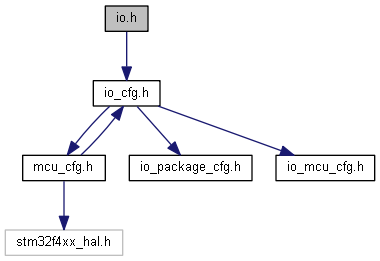 io.h
io_cfg.h
mcu_cfg.h
io_package_cfg.h
io_mcu_cfg.h
stm32f4xx_hal.h